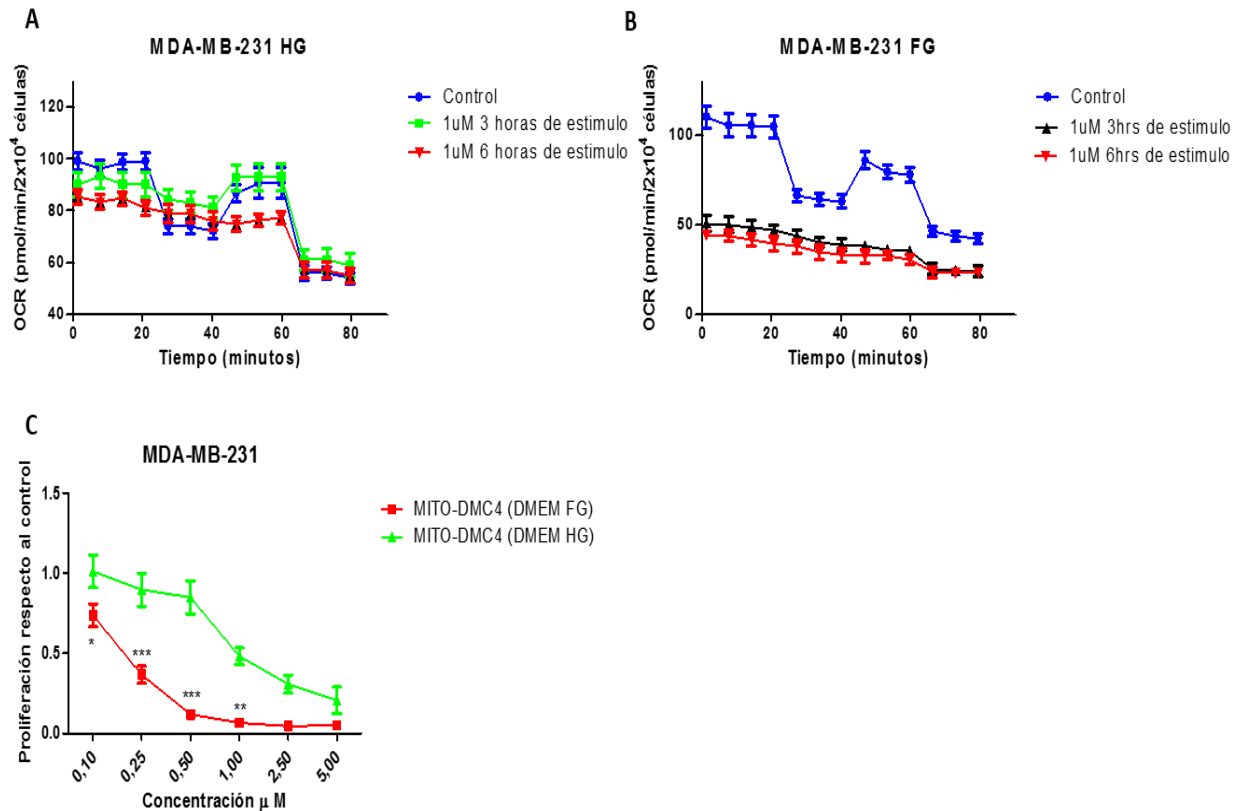 A
MDA-MB-231 HG
OCR (pmol/min/2x10⁴ células)
120
100
80
60
40
0 20 40 60 80
Tiempo (minutos)
Control
1uM 3 horas de estimulo
1uM 6 horas de estimulo
B
MDA-MB-231 FG
OCR (pmol/min/2x10⁴ células)
100
50
0
0 20 40 60 80
Tiempo (minutos)
Control
1uM 3hrs de estimulo
1uM 6hrs de estimulo
C
MDA-MB-231
Proliferación respecto al control
1.5
1.0
0.5
0.0
* *** *** **
0,10 0,25 0,50 1,00 2,50 5,00
Concentración µ M
MITO-DMC4 (DMEM FG)
MITO-DMC4 (DMEM HG)